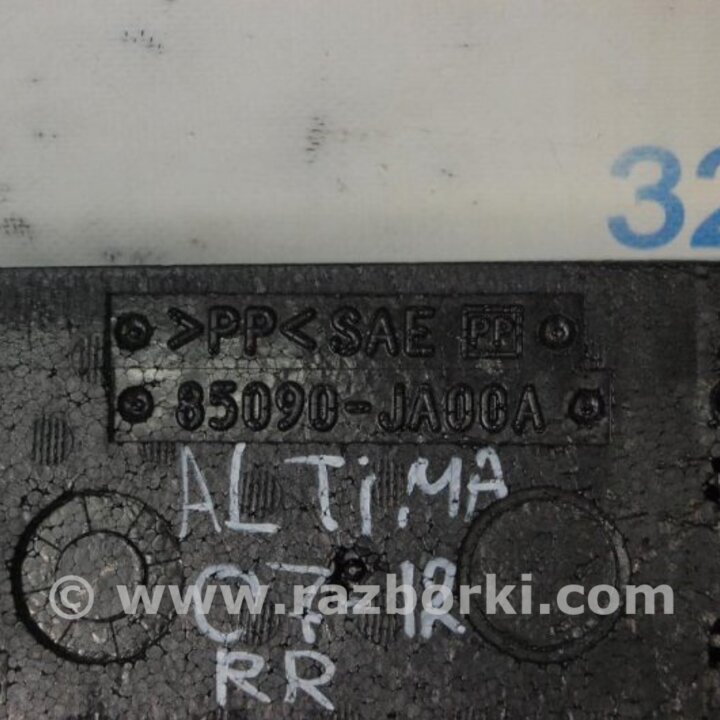 32
>PP< SAE PP
85090-JA00A
ALTIMA
07-12
© www.razborki.com
RR